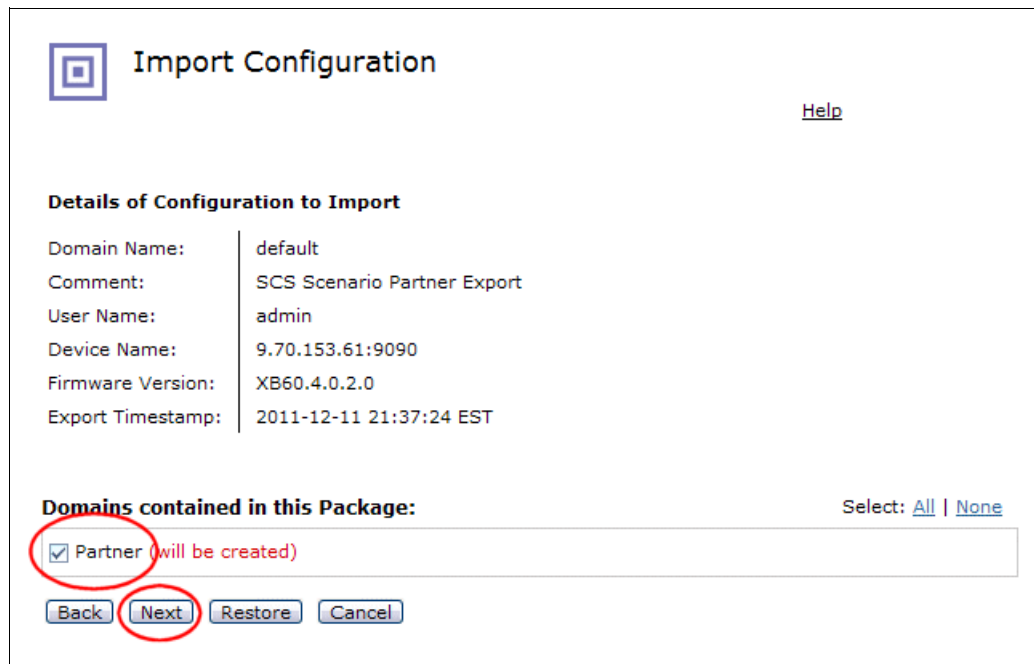 Import Configuration
Help
Details of Configuration to Import
Domain Name: default
Comment: SCS Scenario Partner Export
User Name: admin
Device Name: 9.70.153.61:9090
Firmware Version: XB60.4.0.2.0
Export Timestamp: 2011-12-11 21:37:24 EST
Domains contained in this Package: Select: All | None
Partner (will be created)
Back Next Restore Cancel